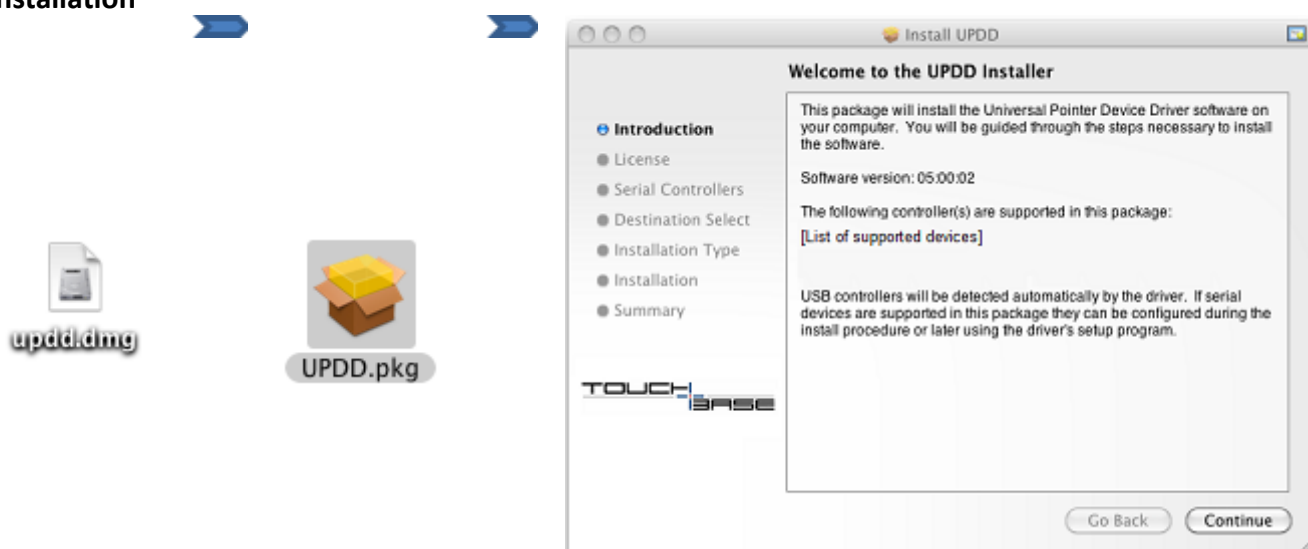 Installation
updd.dmg
UPDD.pkg
Install UPDD
Welcome to the UPDD Installer
Introduction
License
Serial Controllers
Destination Select
Installation Type
Installation
Summary
TOUCH
BASE
This package will install the Universal Pointer Device Driver software on
your computer. You will be guided through the steps necessary to install
the software.
Software version: 05:00:02
The following controller(s) are supported in this package:
[List of supported devices]
USB controllers will be detected automatically by the driver. If serial
devices are supported in this package they can be configured during the
install procedure or later using the driver's setup program.
Go Back
Continue